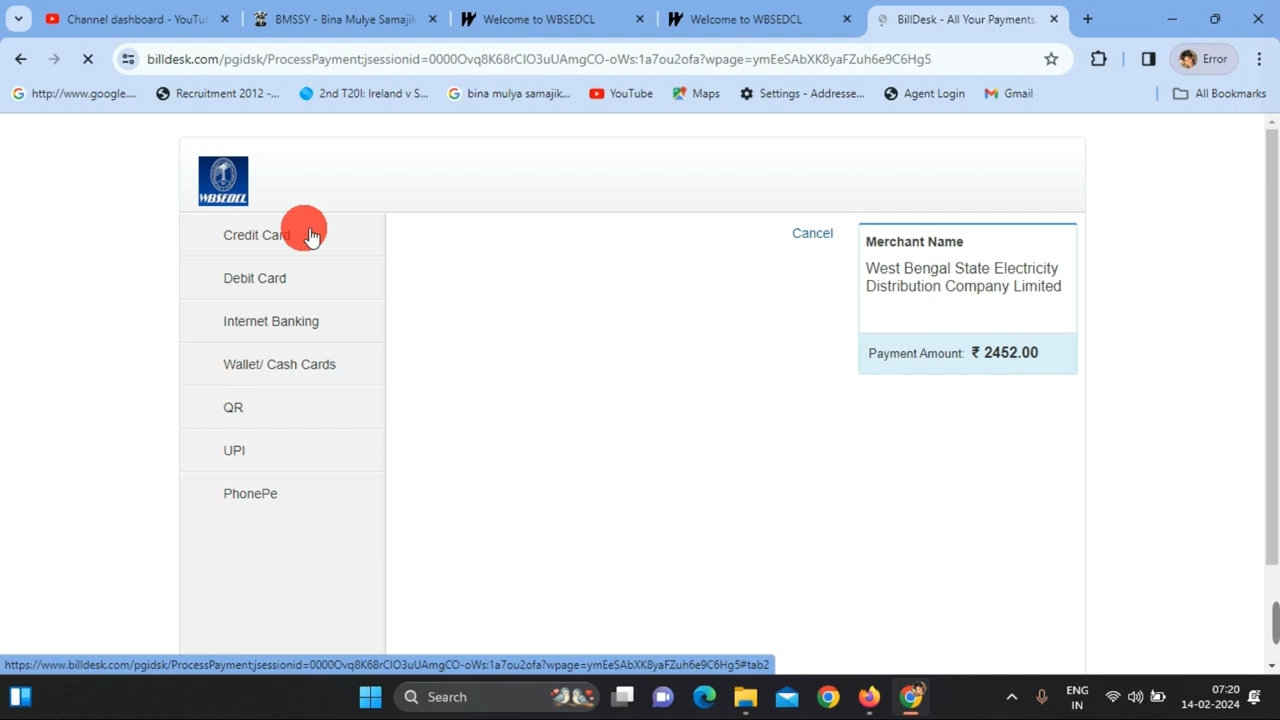 Channel dashboard - YouTu
BMSSY - Bina Mulye Samajik
Welcome to WBSEDCL
Welcome to WBSEDCL
BillDesk - All Your Payments.
billdesk.com/pgidsk/ProcessPayment;jsessionid=0000Ovq8K68rCIO3uUAmgCO-oWs:1a7ou2ofa?wpage=ymEeSAbXK8yaFZuh6e9C6Hg5
Error
http://www.google....
Recruitment 2012 -...
2nd T20I: Ireland v S...
bina mulya samajik...
YouTube
Maps
Settings - Addresse...
Agent Login
Gmail
All Bookmarks
WBSEDCL
Credit Card
Debit Card
Internet Banking
Wallet/ Cash Cards
QR
UPI
PhonePe
Cancel
Merchant Name
West Bengal State Electricity
Distribution Company Limited
Payment Amount: ₹ 2452.00
https://www.billdesk.com/pgidsk/ProcessPayment;jsessionid=0000Ovq8K68rCIO3uUAmgCO-oWs:1a7ou2ofa?wpage=ymEeSAbXK8yaFZuh6e9C6Hg5#tab2
Search
ENG
IN
07:20
14-02-2024